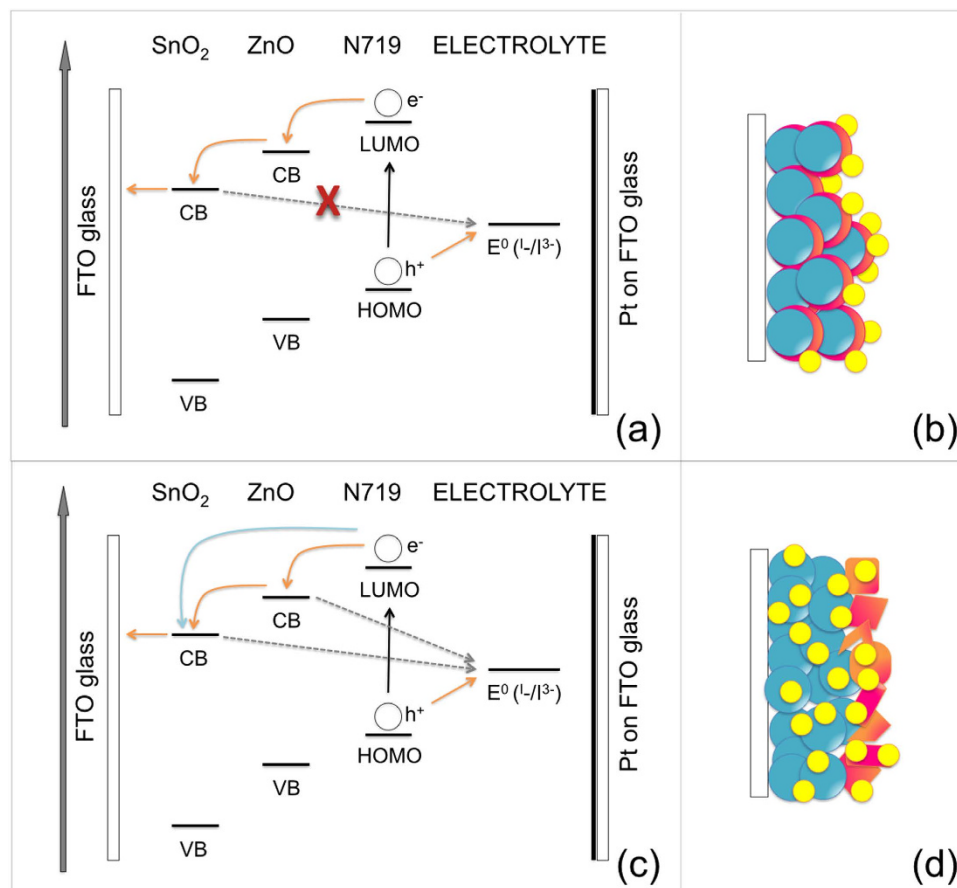 SnO₂ ZnO N719 ELECTROLYTE
FTO glass
e⁻
LUMO
CB
CB
X
E⁰ (ᴵ-/I³⁻)
h⁺
HOMO
VB
VB
Pt on FTO glass
(a)
(b)
SnO₂ ZnO N719 ELECTROLYTE
FTO glass
e⁻
LUMO
CB
CB
E⁰ (ᴵ-/I³⁻)
h⁺
HOMO
VB
VB
Pt on FTO glass
(c)
(d)